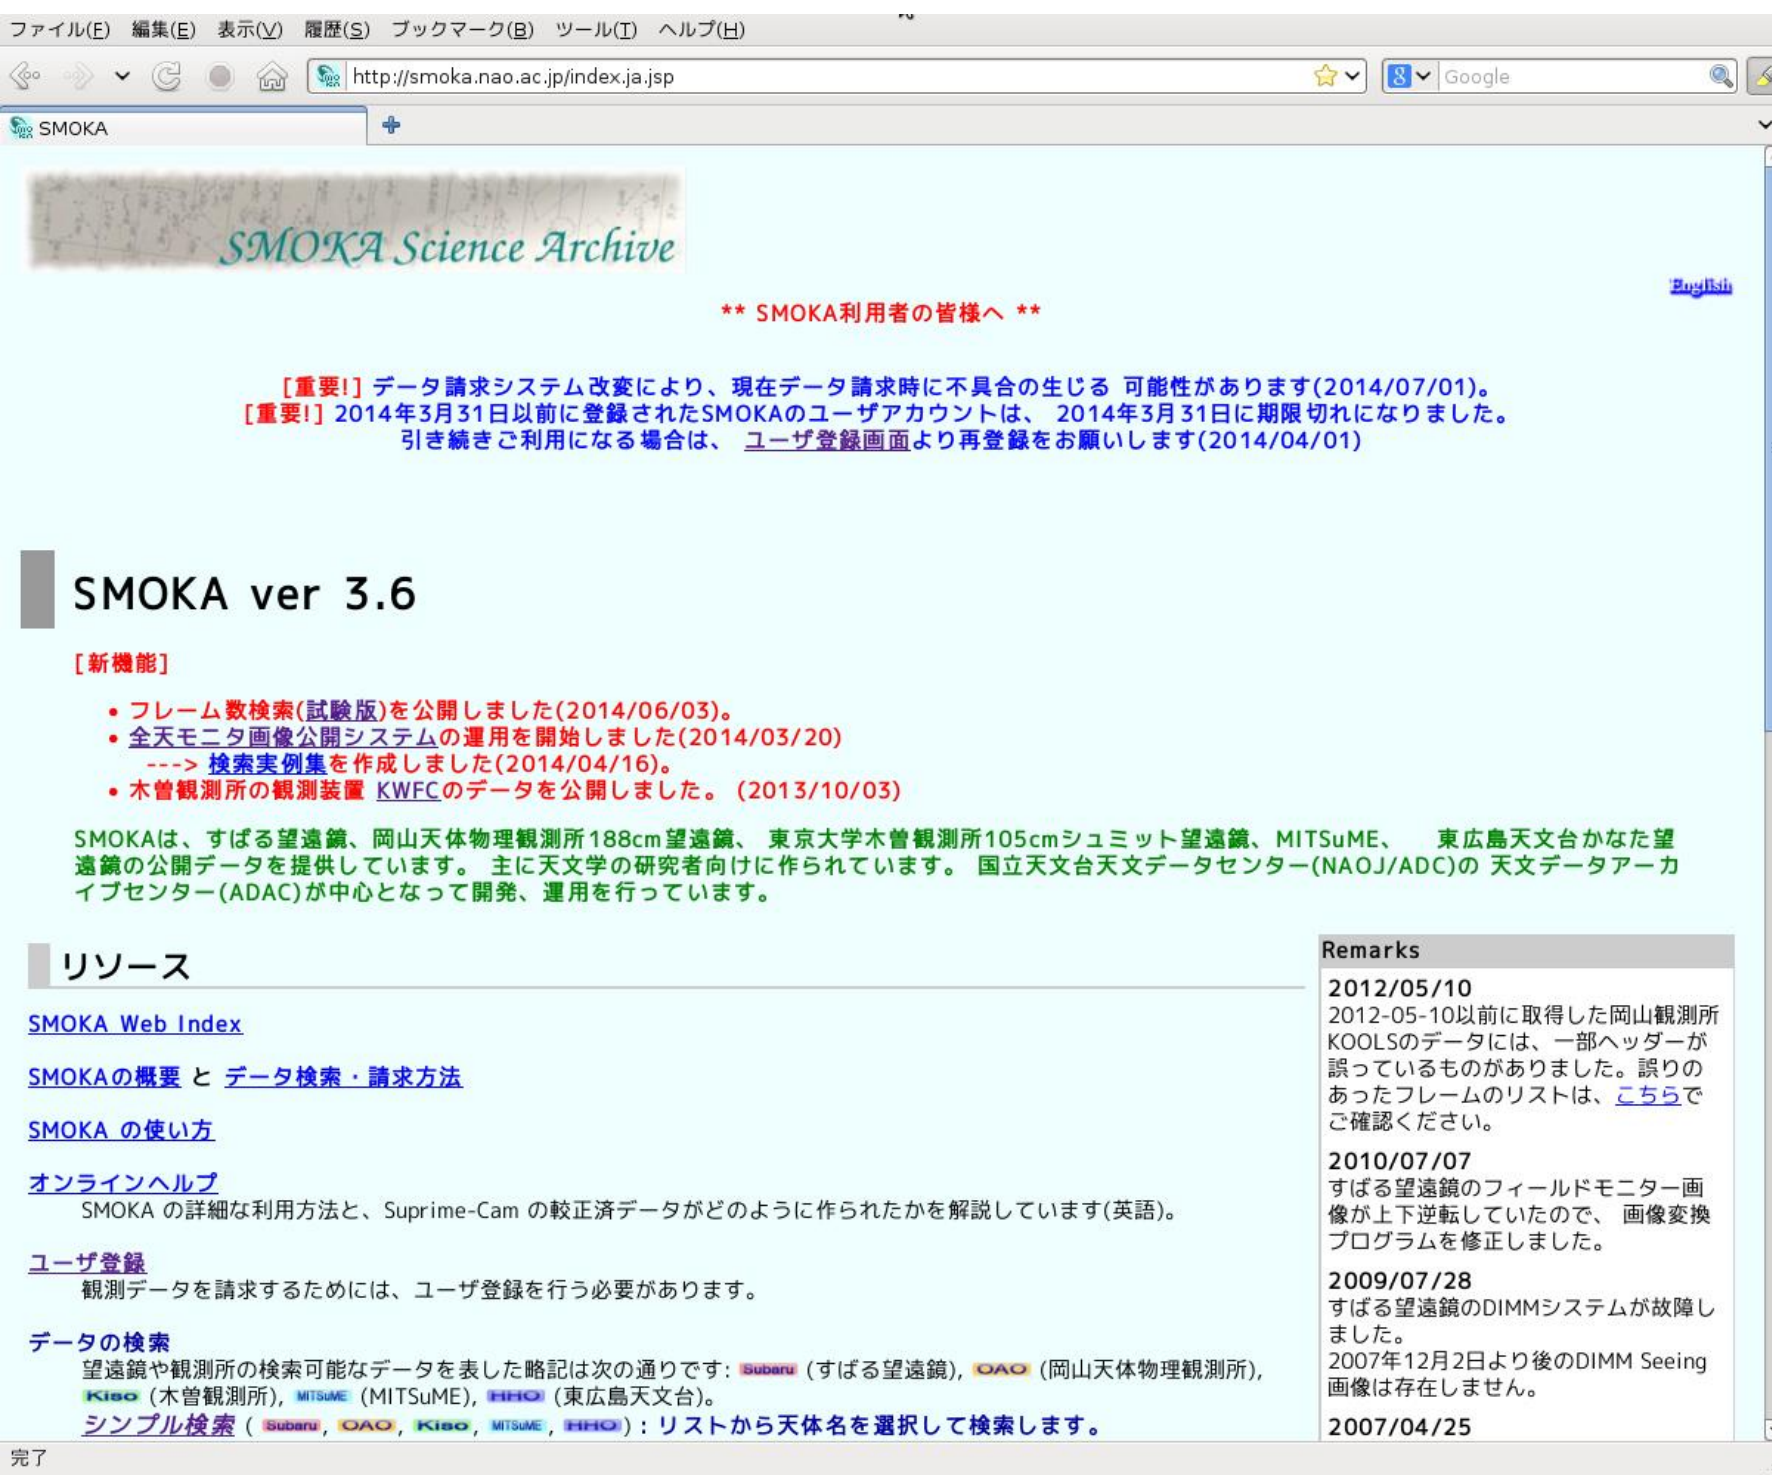 ファイル(F) 編集(E) 表示(V) 履歴(S) ブックマーク(B) ツール(T) ヘルプ(H)
http://smoka.nao.ac.jp/index.ja.jsp
Google
SMOKA
SMOKA Science Archive
English
** SMOKA利用者の皆様へ **
[重要!] データ請求システム改変により、現在データ請求時に不具合の生じる 可能性があります(2014/07/01)。
[重要!] 2014年3月31日以前に登録されたSMOKAのユーザアカウントは、 2014年3月31日に期限切れになりました。
引き続きご利用になる場合は、 ユーザ登録画面より再登録をお願いします(2014/04/01)
SMOKA ver 3.6
[新機能]
• フレーム数検索(試験版)を公開しました(2014/06/03)。
• 全天モニタ画像公開システムの運用を開始しました(2014/03/20)
---> 検索実例集を作成しました(2014/04/16)。
• 木曽観測所の観測装置 KWFCのデータを公開しました。 (2013/10/03)
SMOKAは、すばる望遠鏡、岡山天体物理観測所188cm望遠鏡、 東京大学木曽観測所105cmシュミット望遠鏡、MITSuME、 東広島天文台かなた望
遠鏡の公開データを提供しています。 主に天文学の研究者向けに作られています。 国立天文台天文データセンター(NAOJ/ADC)の 天文データアーカ
イブセンター(ADAC)が中心となって開発、運用を行っています。
リソース
SMOKA Web Index
SMOKAの概要 と データ検索・請求方法
SMOKA の使い方
オンラインヘルプ
SMOKA の詳細な利用方法と、Suprime-Cam の較正済データがどのように作られたかを解説しています(英語)。
ユーザ登録
観測データを請求するためには、ユーザ登録を行う必要があります。
データの検索
望遠鏡や観測所の検索可能なデータを表した略記は次の通りです: Subaru (すばる望遠鏡), OAO (岡山天体物理観測所),
Kiso (木曽観測所), MITSuME (MITSuME), HHO (東広島天文台)。
シンプル検索 ( Subaru, OAO, Kiso, MITSuME, HHO) : リストから天体名を選択して検索します。
Remarks
2012/05/10
2012-05-10以前に取得した岡山観測所
KOOLSのデータには、一部ヘッダーが
誤っているものがありました。誤りの
あったフレームのリストは、こちらで
ご確認ください。
2010/07/07
すばる望遠鏡のフィールドモニター画
像が上下逆転していたので、 画像変換
プログラムを修正しました。
2009/07/28
すばる望遠鏡のDIMMシステムが故障し
ました。
2007年12月2日より後のDIMM Seeing
画像は存在しません。
2007/04/25
完了